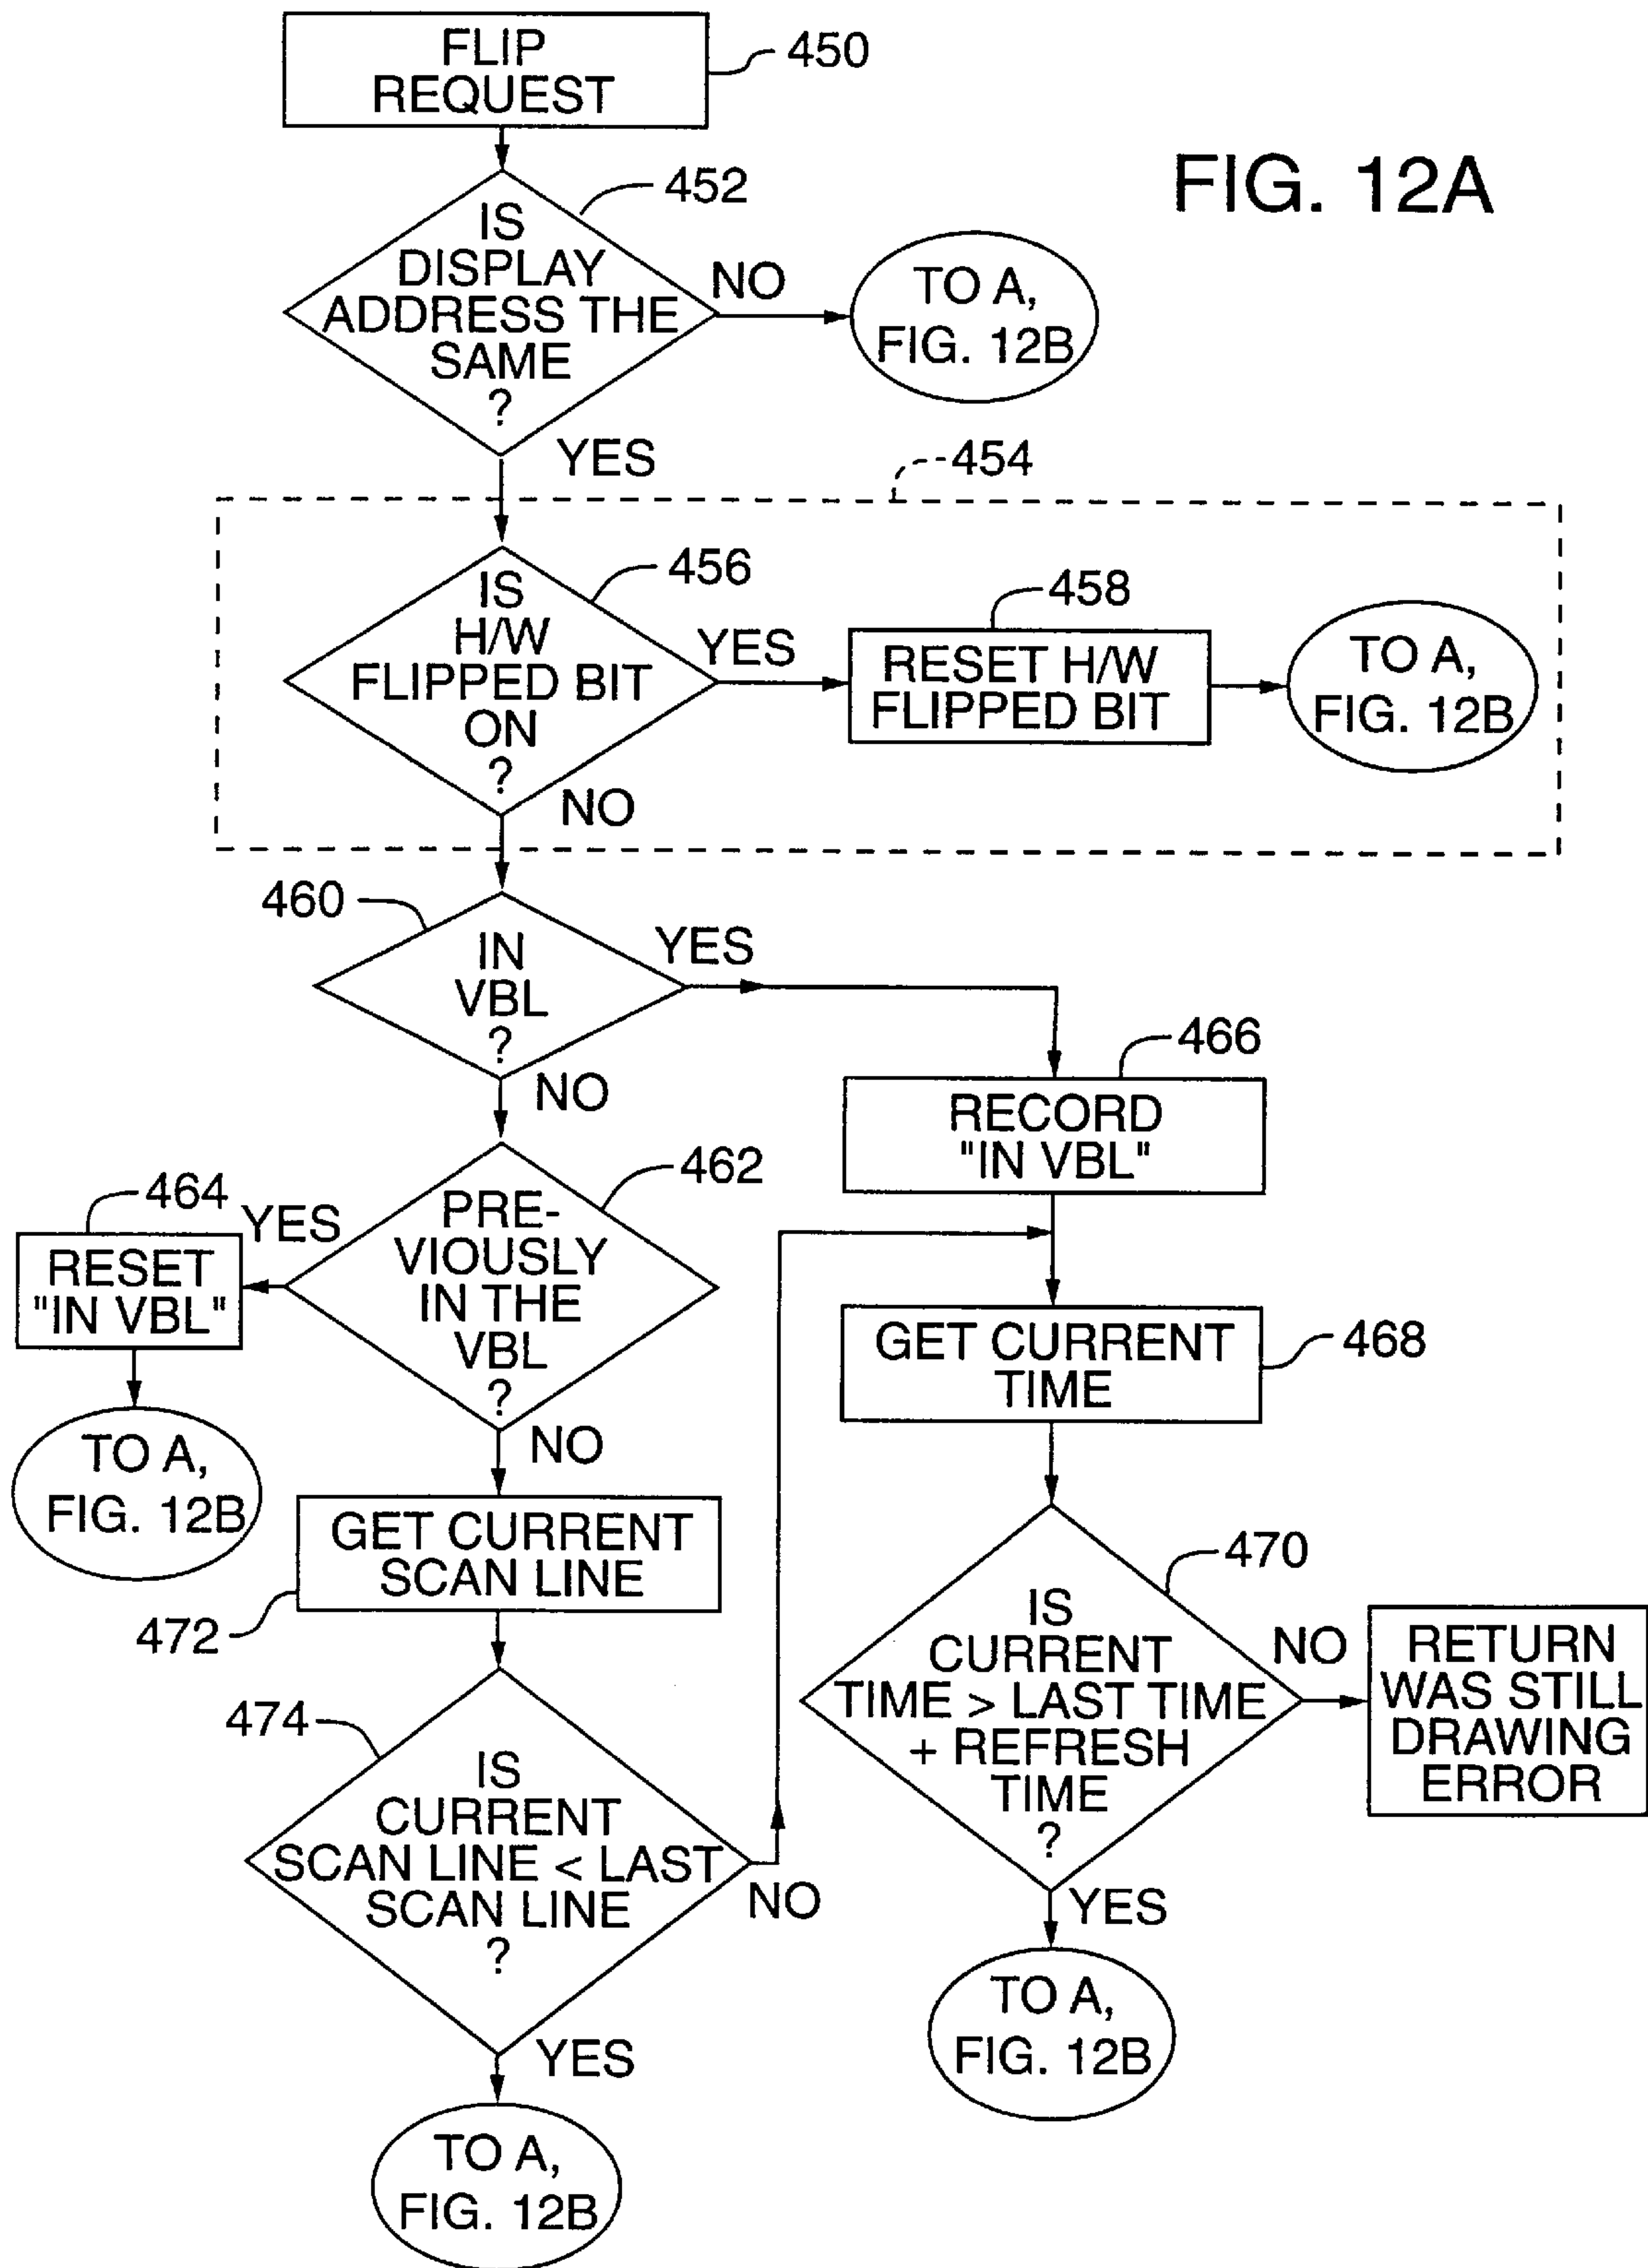 FLIP
REQUEST
450
FIG. 12A
452
IS
DISPLAY
ADDRESS THE
SAME
?
NO
TO A,
FIG. 12B
YES
454
456
IS
H/W
FLIPPED BIT
ON
?
YES
458
RESET H/W
FLIPPED BIT
TO A,
FIG. 12B
NO
460
IN
VBL
?
YES
NO
466
RECORD
"IN VBL"
462
PRE-
VIOUSLY
IN THE
VBL
?
464
YES
RESET
"IN VBL"
TO A,
FIG. 12B
NO
GET CURRENT
TIME
468
GET CURRENT
SCAN LINE
472
470
IS
CURRENT
TIME > LAST TIME
+ REFRESH
TIME
?
NO
RETURN
WAS STILL
DRAWING
ERROR
YES
TO A,
FIG. 12B
474
IS
CURRENT
SCAN LINE < LAST
SCAN LINE
?
NO
YES
TO A,
FIG. 12B